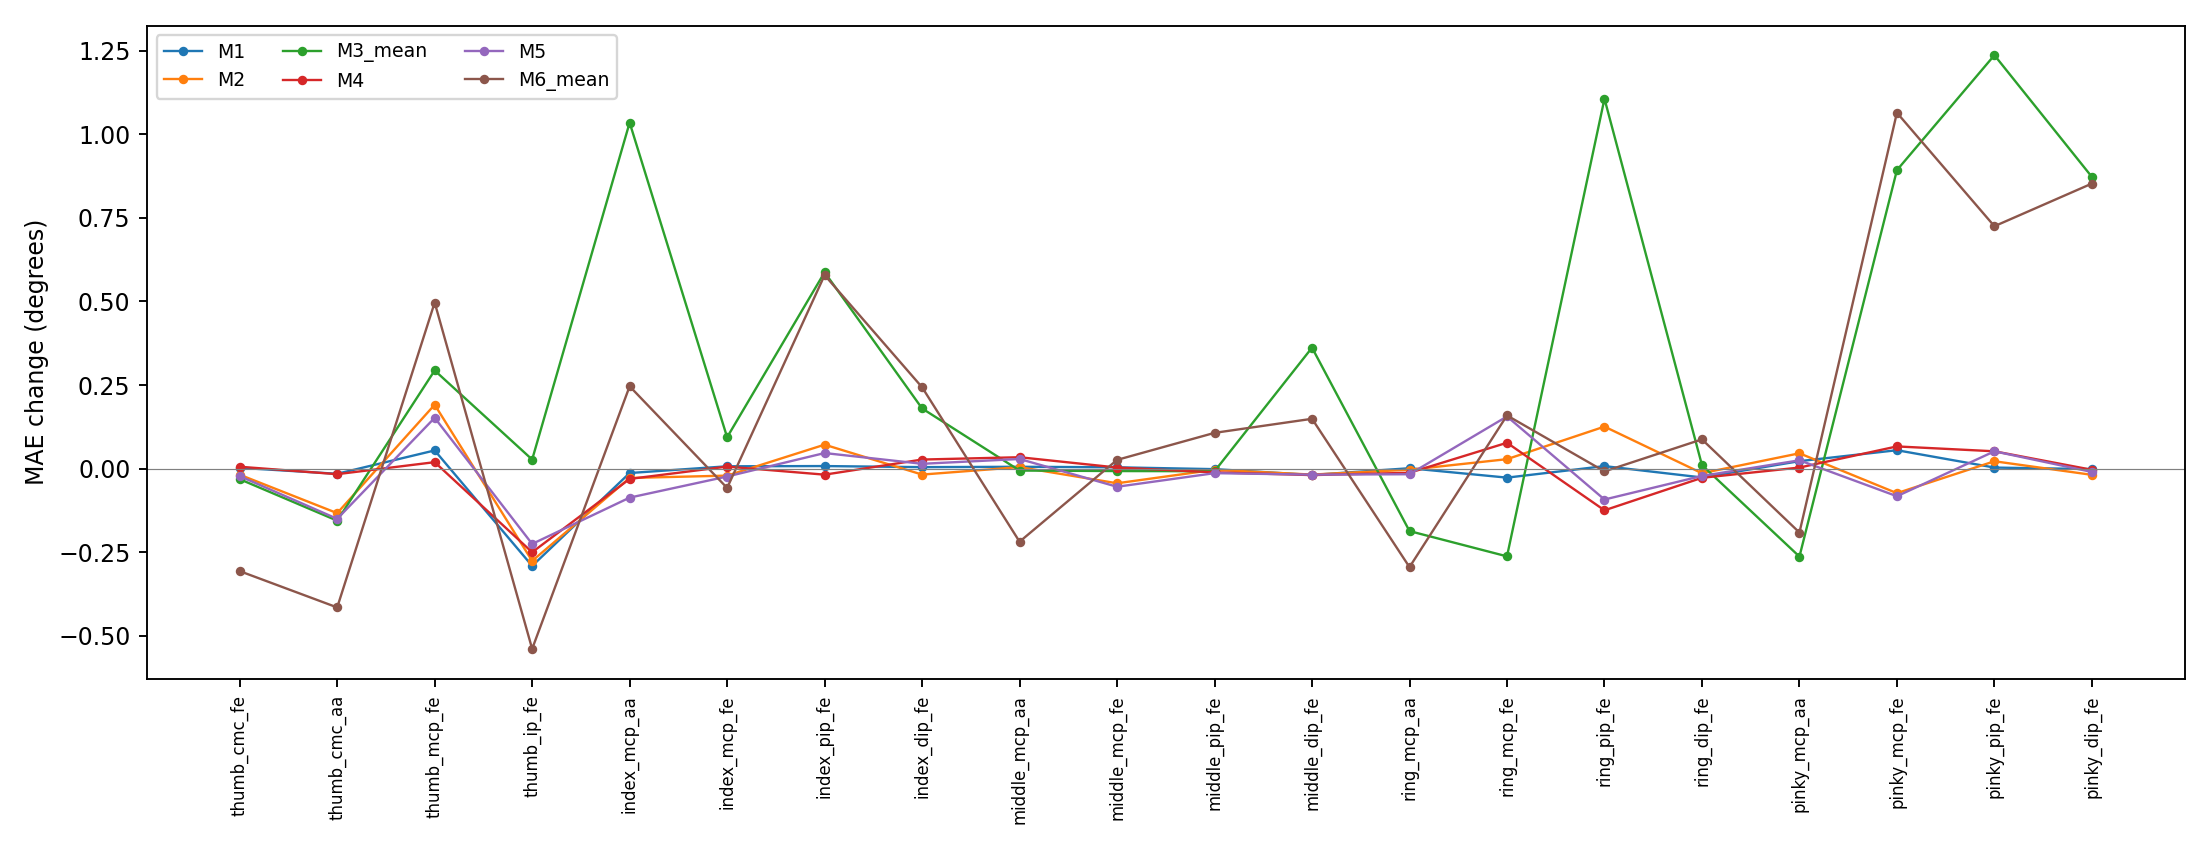 M1 M3_mean M5
M2 M4 M6_mean
MAE change (degrees)
1.25
1.00
0.75
0.50
0.25
0.00
−0.25
−0.50
thumb_cmc_fe
thumb_cmc_aa
thumb_mcp_fe
thumb_ip_fe
index_mcp_aa
index_mcp_fe
index_pip_fe
index_dip_fe
middle_mcp_aa
middle_mcp_fe
middle_pip_fe
middle_dip_fe
ring_mcp_aa
ring_mcp_fe
ring_pip_fe
ring_dip_fe
pinky_mcp_aa
pinky_mcp_fe
pinky_pip_fe
pinky_dip_fe